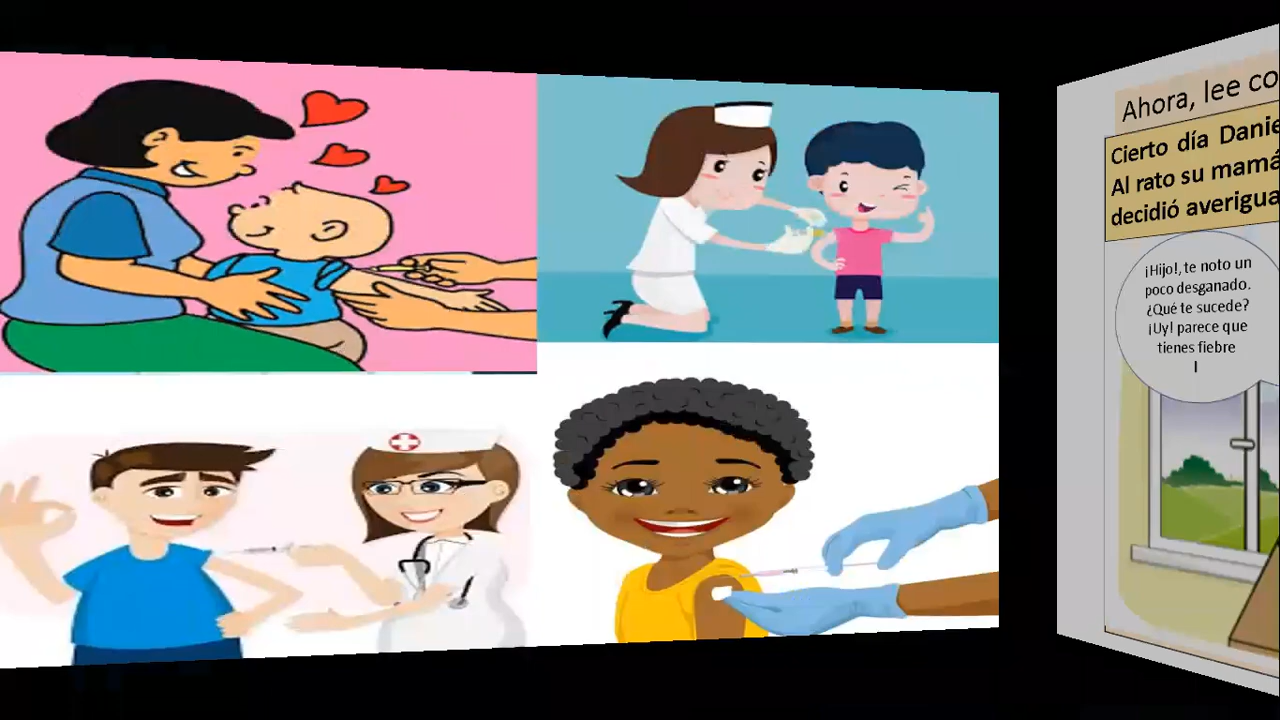 Ahora, lee co
Cierto día Danie
Al rato su mamá
decidió averigua
¡Hijo!, te noto un
poco desganado.
¿Qué te sucede?
¡Uy! parece que
tienes fiebre